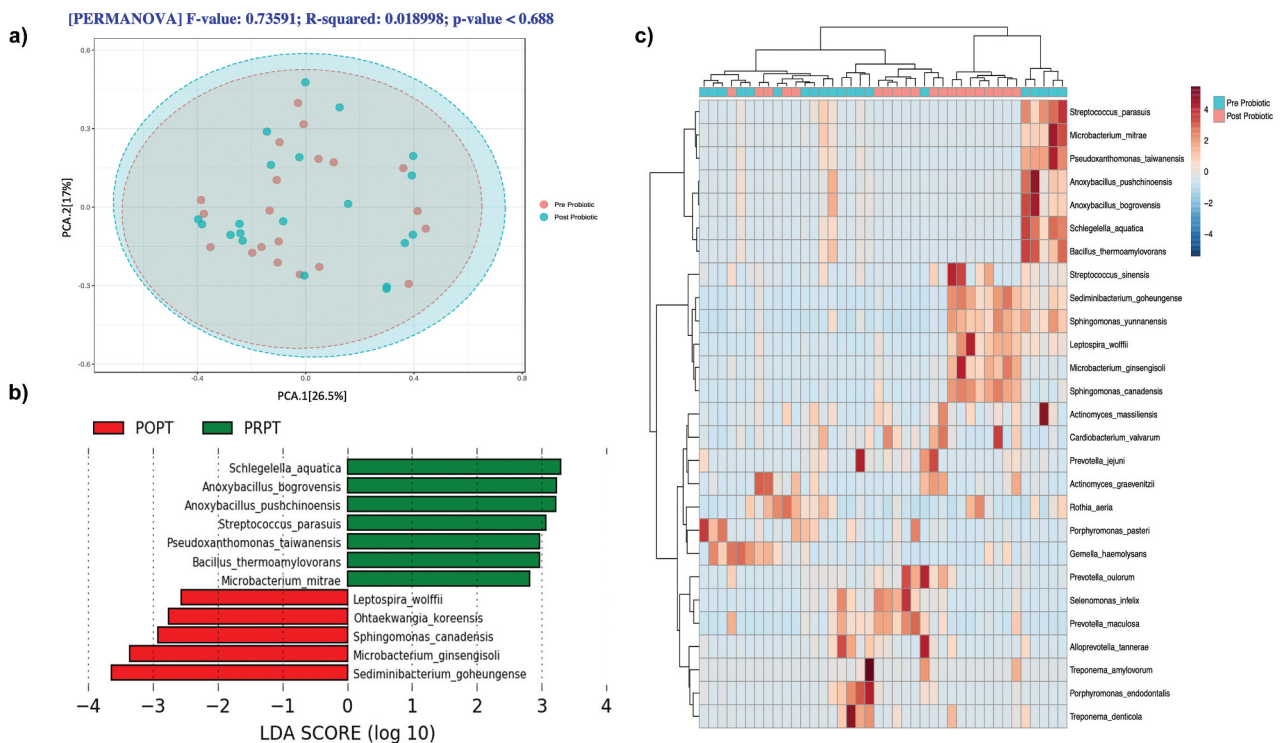 [PERMANOVA] F-value: 0.73591; R-squared: 0.018998; p-value < 0.688
a)
0.6
0.3
0.0
-0.3
-0.6
PCA.2[17%]
-0.4
0.0
0.4
0.8
PCA.1[26.5%]
Pre Probiotic
Post Probiotic
b)
POPT
PRPT
Schlegelella_aquatica
Anoxybacillus_bogrovensis
Anoxybacillus_pushchinoensis
Streptococcus_parasuis
Pseudoxanthomonas_taiwanensis
Bacillus_thermoamylovorans
Microbacterium_mitrae
Leptospira_wolffii
Ohtaekwangia_koreensis
Sphingomonas_canadensis
Microbacterium_ginsengisoli
Sediminibacterium_goheungense
−4 −3 −2 −1 0 1 2 3 4
LDA SCORE (log 10)
c)
Streptococcus_parasuis
Microbacterium_mitrae
Pseudoxanthomonas_taiwanensis
Anoxybacillus_pushchinoensis
Anoxybacillus_bogrovensis
Schlegelella_aquatica
Bacillus_thermoamylovorans
Streptococcus_sinensis
Sediminibacterium_goheungense
Sphingomonas_yunnanensis
Leptospira_wolffii
Microbacterium_ginsengisoli
Sphingomonas_canadensis
Actinomyces_massiliensis
Cardiobacterium_valvarum
Prevotella_jejuni
Actinomyces_graevenitzii
Rothia_aeria
Porphyromonas_pasteri
Gemella_haemolysans
Prevotella_oulorum
Selenomonas_infelix
Prevotella_maculosa
Alloprevotella_tannerae
Treponema_amylovorum
Porphyromonas_endodontalis
Treponema_denticola
4
2
0
−2
−4
Pre Probiotic
Post Probiotic